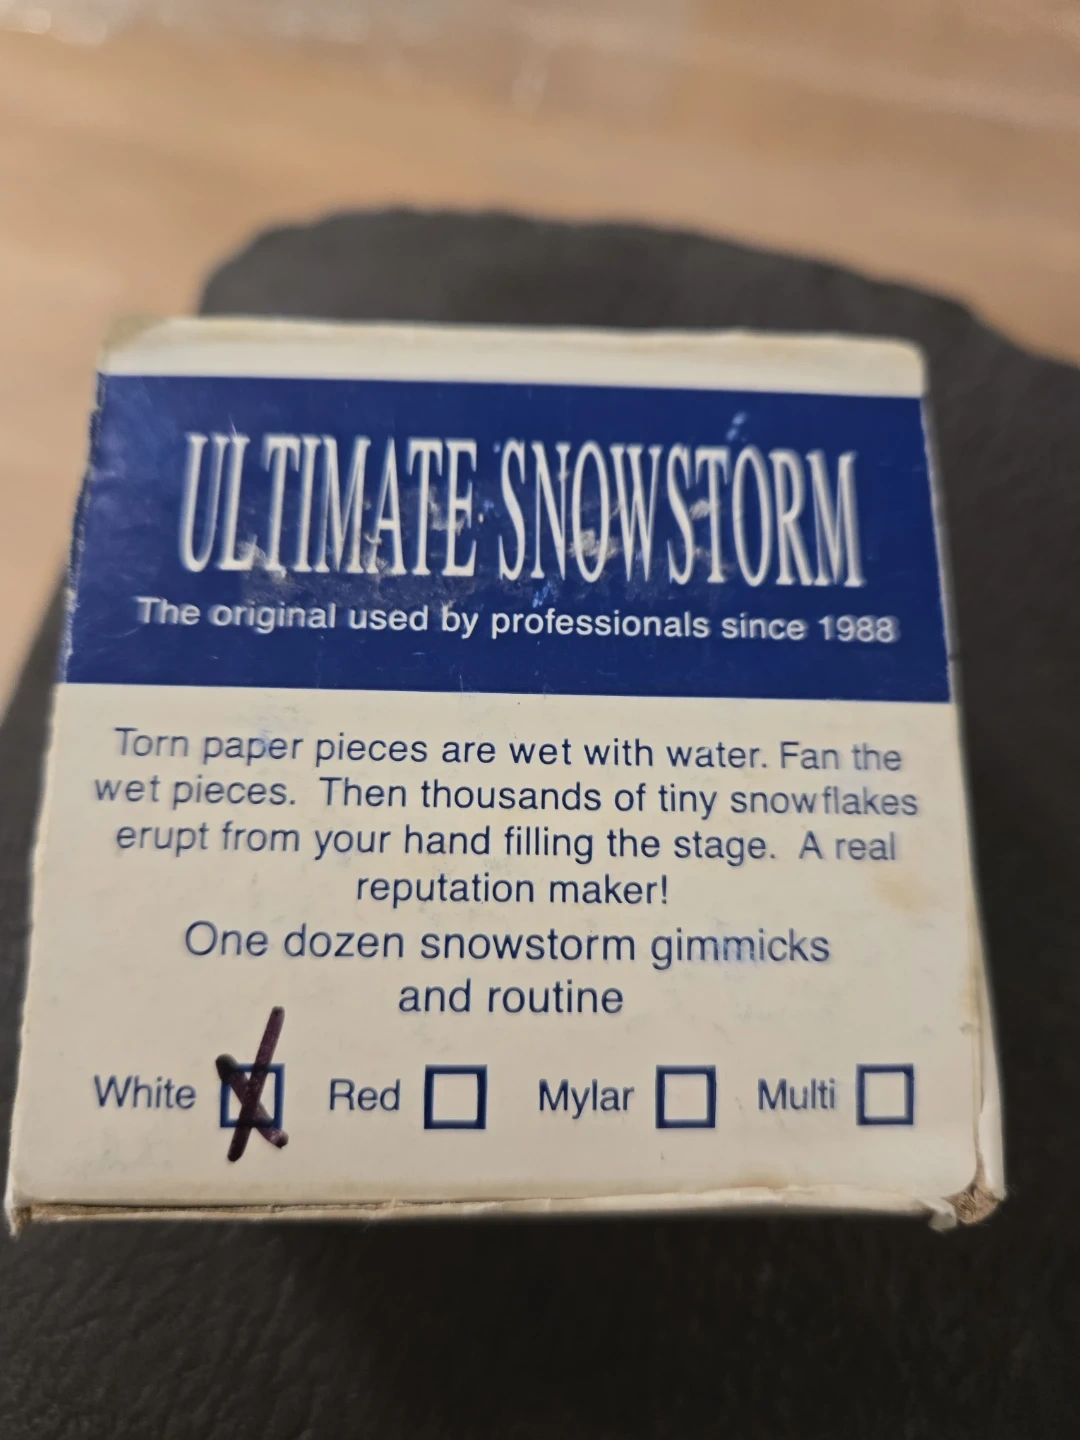 ULTIMATE SNOWSTORM
The original used by professionals since 1988
Torn paper pieces are wet with water. Fan the
wet pieces. Then thousands of tiny snowflakes
erupt from your hand filling the stage. A real
reputation maker!
One dozen snowstorm gimmicks
and routine
White Red Mylar Multi